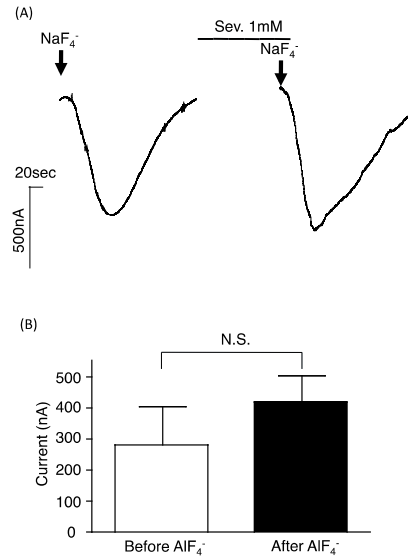 (A)
Sev. 1mM
NaF4-
NaF4-
20sec
500nA
(B)
N.S.
500
400
300
200
100
0
Current (nA)
Before AlF4-
After AlF4-